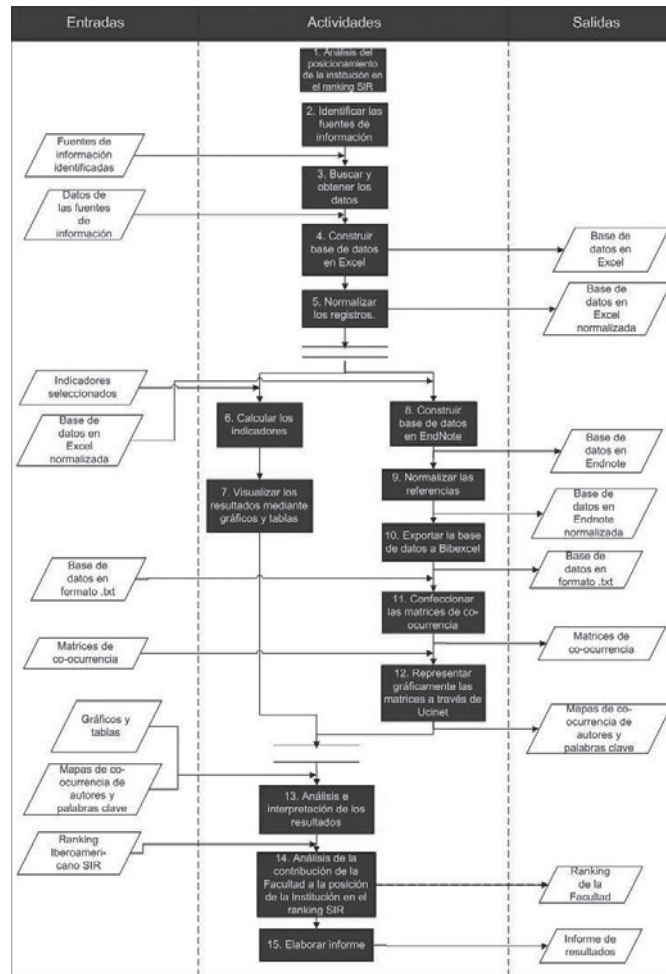 Entradas
Actividades
Salidas
1. Análisis del
posicionamiento
de la institución en
el ranking SIR
2. Identificar las
fuentes de
información
Fuentes de
información
identificadas
3. Buscar y
obtener los
datos
Datos de
las fuentes
de
información
4. Construir
base de datos
en Excel
Base de
datos en
Excel
5. Normalizar
los registros.
Base de
datos en
Excel
normalizada
Indicadores
seleccionados
Base de
datos en
Excel
normalizada
6. Calcular los
indicadores
8. Construir
base de datos
en EndNote
Base de
datos en
Endnote
7. Visualizar los
resultados mediante
gráficos y tablas
9. Normalizar las
referencias
Base de
datos en
Endnote
normalizada
10. Exportar la base
de datos a Bibexcel
Base de
datos en
formato .txt
Base de
datos en
formato .txt
11. Confeccionar
las matrices de co-
ocurrencia
Matrices de
co-ocurrencia
Matrices de
co-ocurrencia
12. Representar
gráficamente las
matrices a través de
Ucinet
Mapas de co-
ocurrencia de
autores y
palabras clave
Gráficos y
tablas
Mapas de co-
ocurrencia de
autores y
palabras clave
13. Análisis e
interpretación de los
resultados
Ranking
Iberoameri-
cano SIR
14. Análisis de la
contribución de la
Facultad a la posición
de la Institución en el
ranking SIR
Ranking
de la
Facultad
15. Elaborar informe
Informe de
resultados